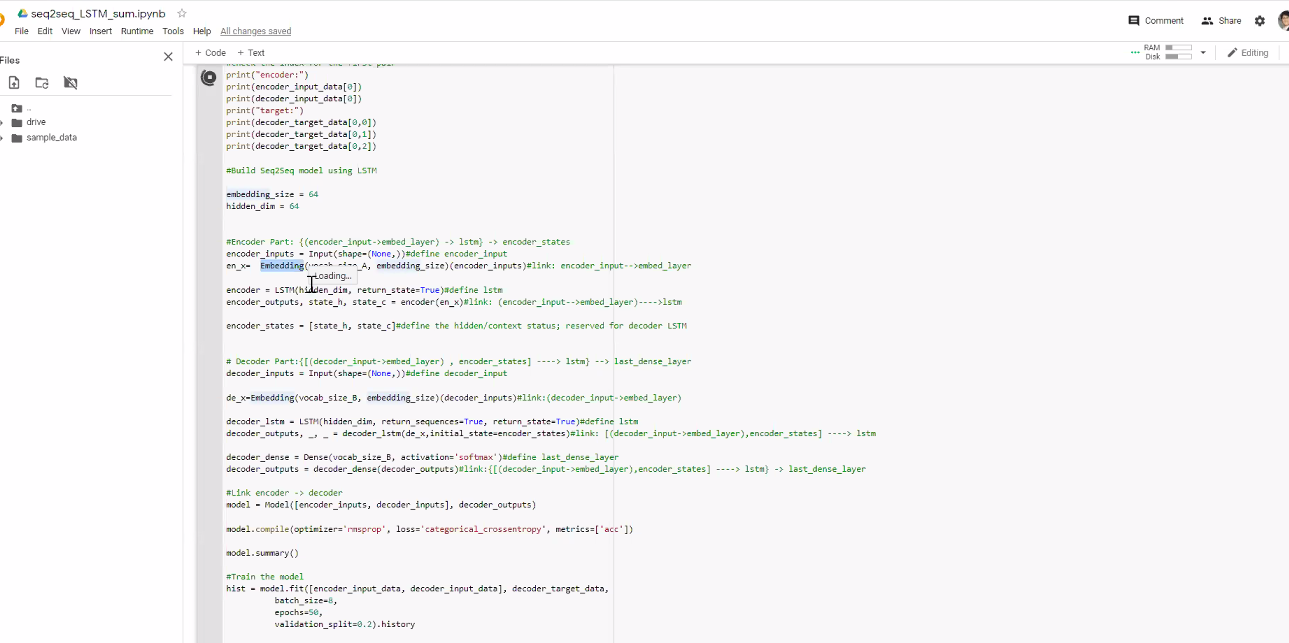 seq2seq_LSTM_sum.ipynb
File Edit View Insert Runtime Tools Help All changes saved
Comment Share
Files
+ Code + Text
RAM
Disk
Editing
..
drive
sample_data
#check the index for the first pair
print("encoder:")
print(encoder_input_data[0])
print(decoder_input_data[0])
print("target:")
print(decoder_target_data[0,0])
print(decoder_target_data[0,1])
print(decoder_target_data[0,2])
#Build Seq2Seq model using LSTM
embedding_size = 64
hidden_dim = 64
#Encoder Part: {(encoder_input->embed_layer) -> lstm} -> encoder_states
encoder_inputs = Input(shape=(None,))#define encoder_input
en_x= Embedding(vocab_size_A, embedding_size)(encoder_inputs)#link: encoder_input-->embed_layer
Loading...
encoder = LSTM(hidden_dim, return_state=True)#define lstm
encoder_outputs, state_h, state_c = encoder(en_x)#link: (encoder_input-->embed_layer)---->lstm
encoder_states = [state_h, state_c]#define the hidden/context status; reserved for decoder LSTM
# Decoder Part:{[(decoder_input->embed_layer) , encoder_states] ----> lstm} --> last_dense_layer
decoder_inputs = Input(shape=(None,))#define decoder_input
de_x=Embedding(vocab_size_B, embedding_size)(decoder_inputs)#link:(decoder_input->embed_layer)
decoder_lstm = LSTM(hidden_dim, return_sequences=True, return_state=True)#define lstm
decoder_outputs, _, _ = decoder_lstm(de_x,initial_state=encoder_states)#link: [(decoder_input->embed_layer),encoder_states] ----> lstm
decoder_dense = Dense(vocab_size_B, activation='softmax')#define last_dense_layer
decoder_outputs = decoder_dense(decoder_outputs)#link:{[(decoder_input->embed_layer),encoder_states] ----> lstm} -> last_dense_layer
#Link encoder -> decoder
model = Model([encoder_inputs, decoder_inputs], decoder_outputs)
model.compile(optimizer='rmsprop', loss='categorical_crossentropy', metrics=['acc'])
model.summary()
#Train the model
hist = model.fit([encoder_input_data, decoder_input_data], decoder_target_data,
batch_size=8,
epochs=50,
validation_split=0.2).history